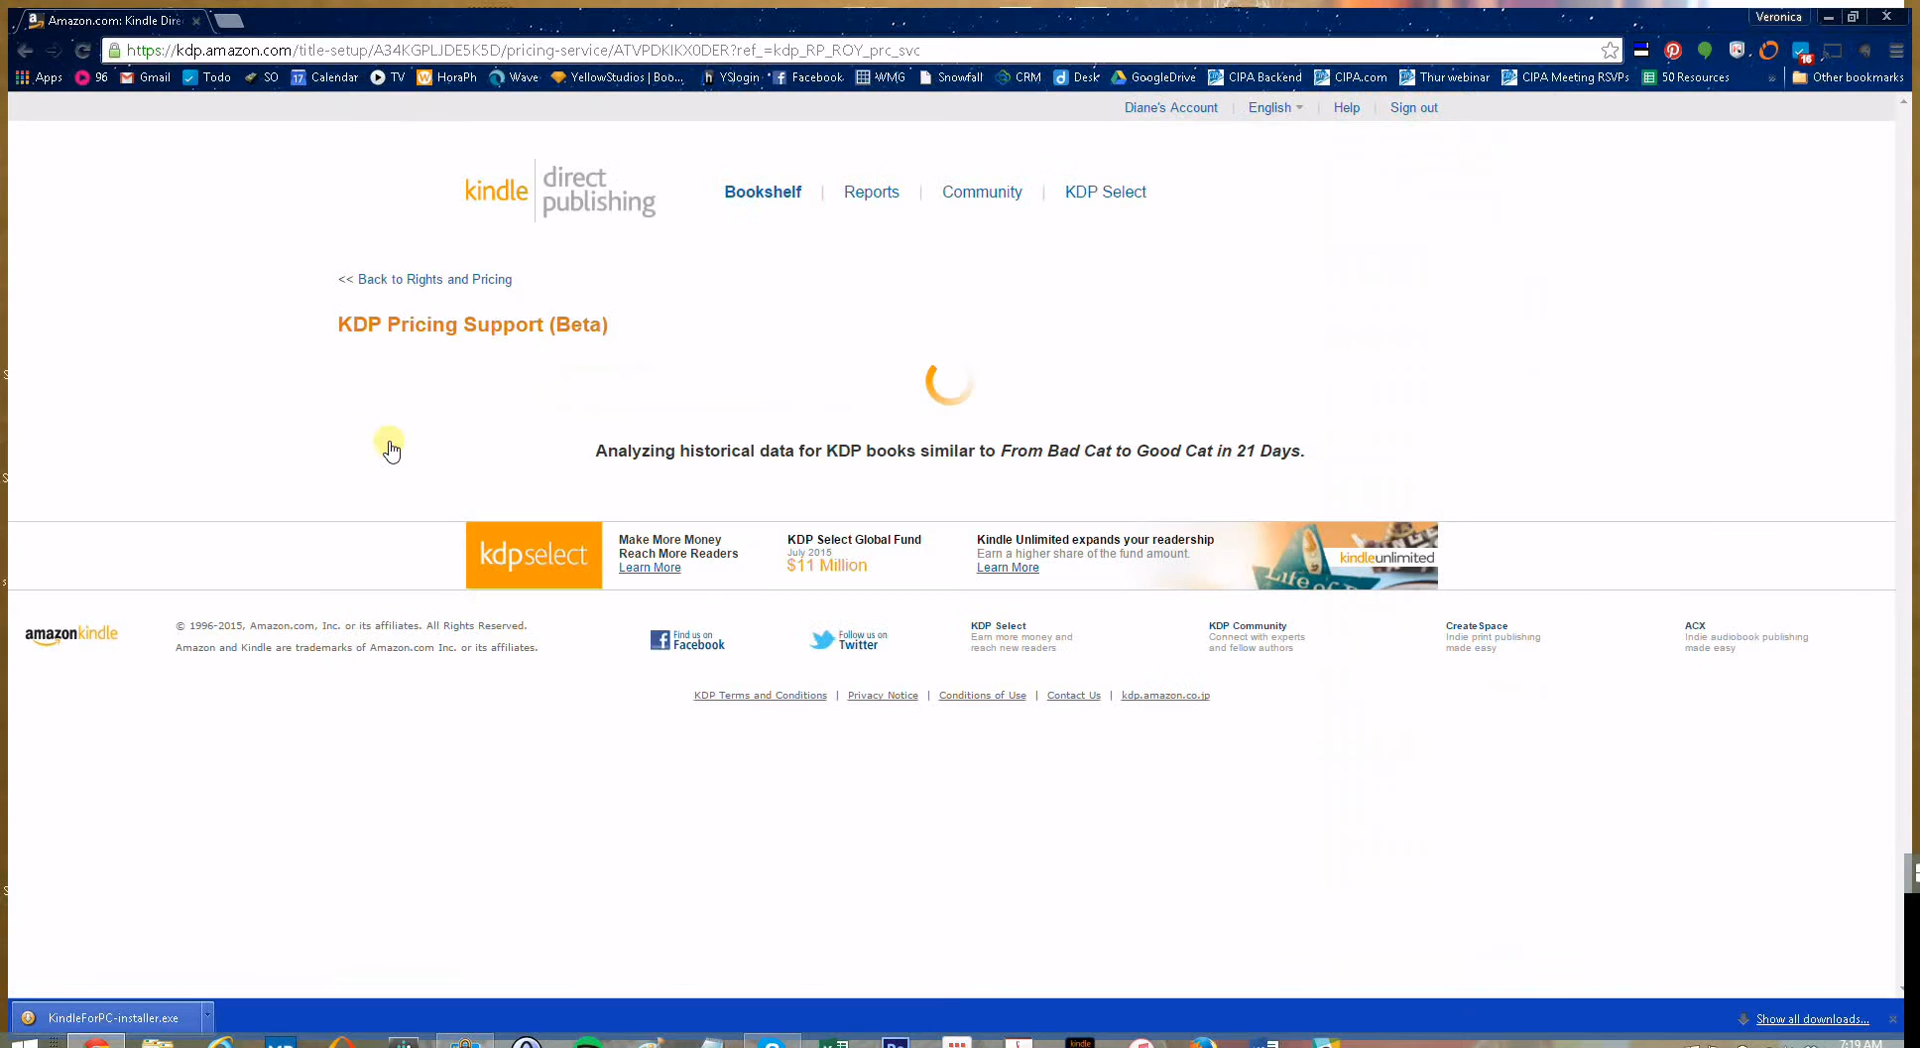 Amazon.com: Kindle Dire
Veronica
https://kdp.amazon.com/title-setup/A34KGPLJDE5K5D/pricing-service/ATVPDKIKX0DER?ref_=kdp_RP_ROY_prc_svc
16
Apps 96 Gmail Todo SO 17 Calendar TV HoraPh Wave YellowStudios | Boo... YSlogin Facebook WMG Snowfall CRM Desk GoogleDrive CIPA Backend CIPA.com Thur webinar CIPA Meeting RSVPs 50 Resources » Other bookmarks
Diane's Account English Help Sign out
kindle direct publishing
Bookshelf | Reports | Community | KDP Select
<< Back to Rights and Pricing
KDP Pricing Support (Beta)
Analyzing historical data for KDP books similar to From Bad Cat to Good Cat in 21 Days.
kdpselect
Make More Money
Reach More Readers
Learn More
KDP Select Global Fund
July 2015
$11 Million
Kindle Unlimited expands your readership
Earn a higher share of the fund amount.
Learn More
kindleunlimited
amazonkindle
© 1996-2015, Amazon.com, Inc. or its affiliates. All Rights Reserved.
Amazon and Kindle are trademarks of Amazon.com Inc. or its affiliates.
Find us on
Facebook
Follow us on
Twitter
KDP Select
Earn more money and
reach new readers
KDP Community
Connect with experts
and fellow authors
CreateSpace
Indie print publishing
made easy
ACX
Indie audiobook publishing
made easy
KDP Terms and Conditions | Privacy Notice | Conditions of Use | Contact Us | kdp.amazon.co.jp
KindleForPC-installer.exe
Show all downloads...
kindle
7:19 AM